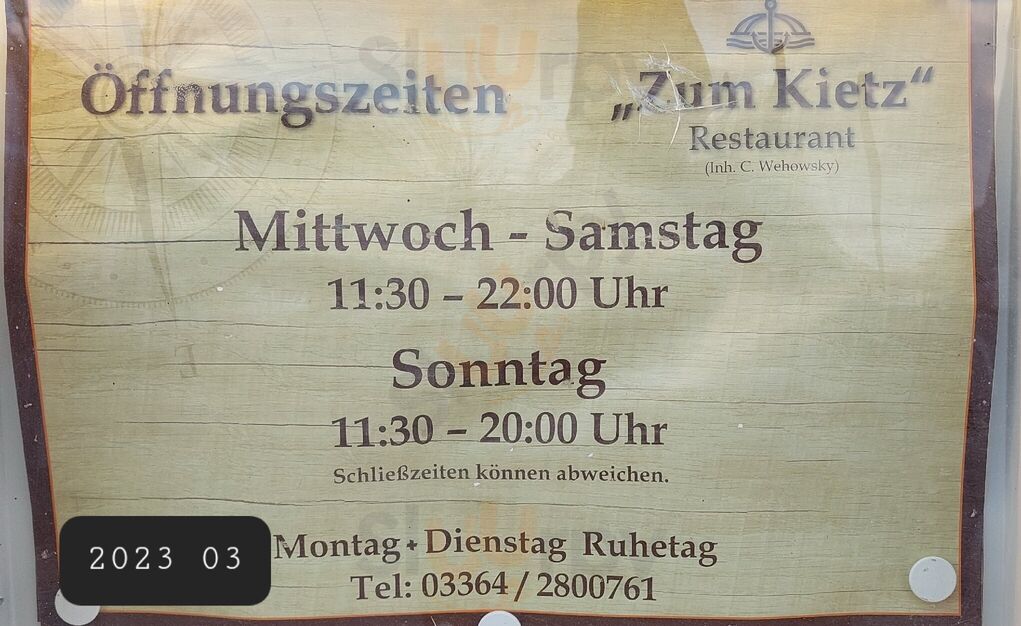 Öffnungszeiten
„Zum Kietz“
Restaurant
(Inh. C. Wehowsky)
Mittwoch - Samstag
11:30 – 22:00 Uhr
Sonntag
11:30 – 20:00 Uhr
Schließzeiten können abweichen.
Montag + Dienstag Ruhetag
Tel: 03364 / 2800761
2023 03